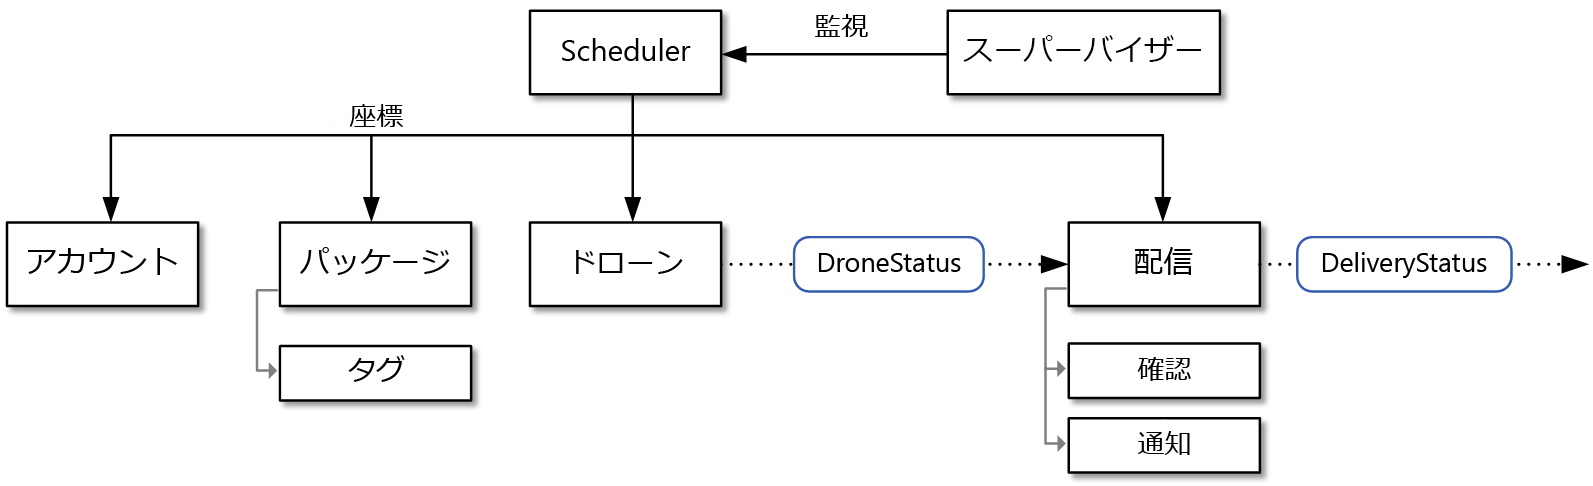 監視
Scheduler
スーパーバイザー
座標
アカウント
パッケージ
ドローン
DroneStatus
配信
DeliveryStatus
タグ
確認
通知